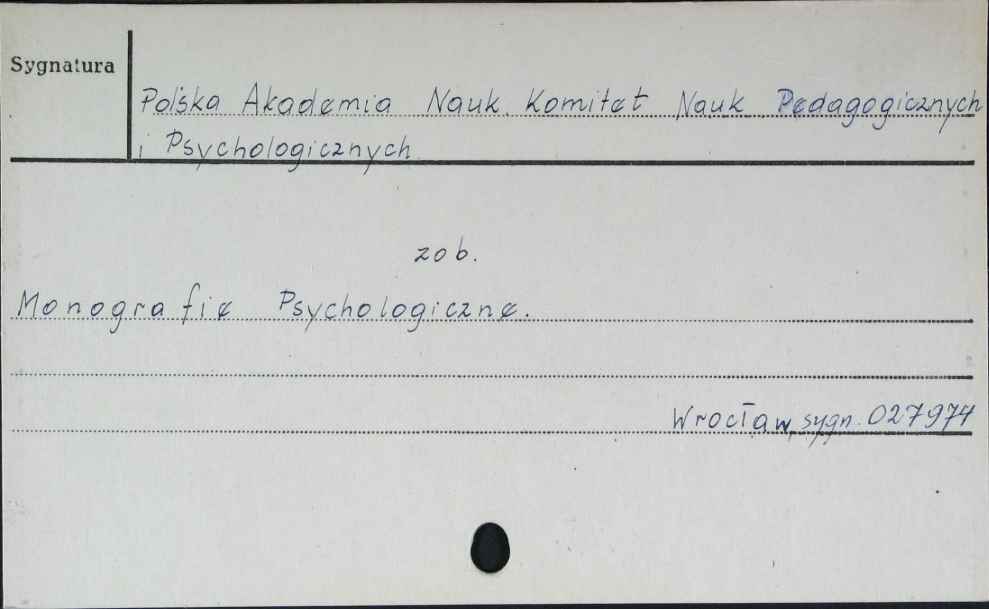 Sygnatura
Polska Akademia Nauk. Komitet Nauk Pedagogicznych
i Psychologicznych
zob.
Monografie Psychologiczne.
Wrocław, sygn. 027974